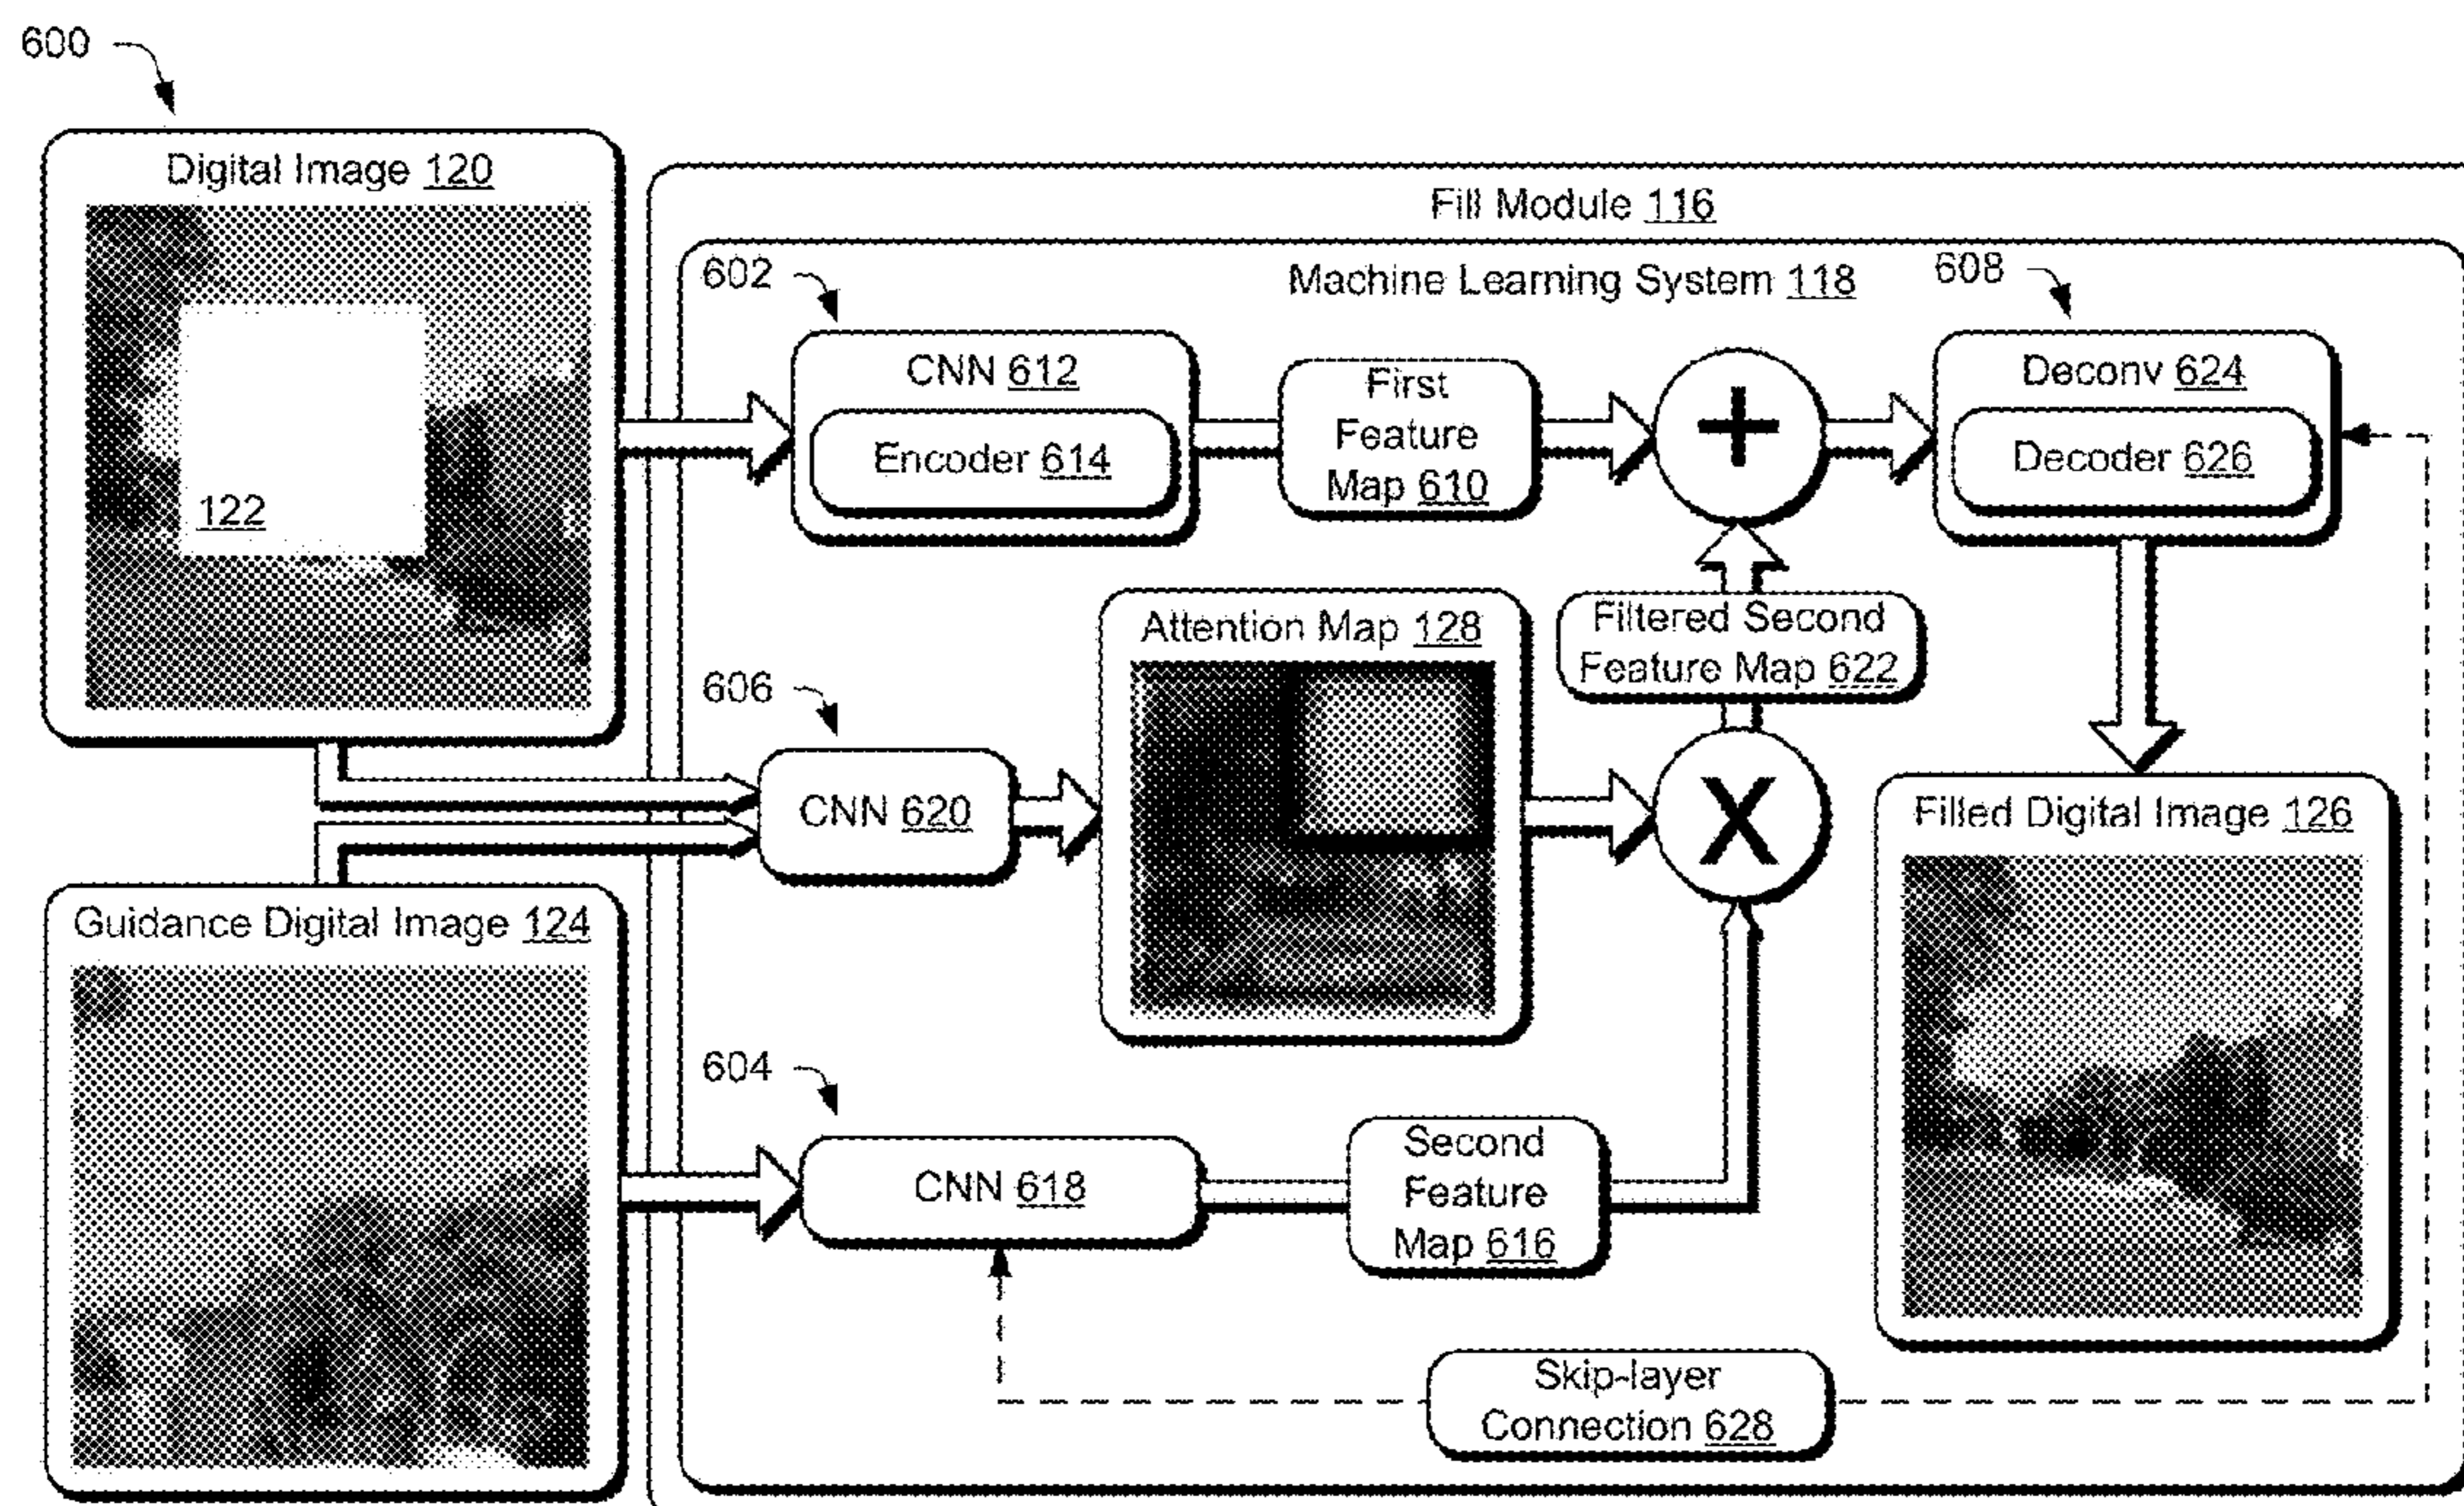 600
Digital Image 120
122
Fill Module 116
Machine Learning System 118
602
CNN 612
Encoder 614
First
Feature
Map 610
+
608
Deconv 624
Decoder 626
Filtered Second
Feature Map 622
606
CNN 620
Attention Map 128
X
Filled Digital Image 126
Guidance Digital Image 124
604
CNN 618
Second
Feature
Map 616
Skip-layer
Connection 628